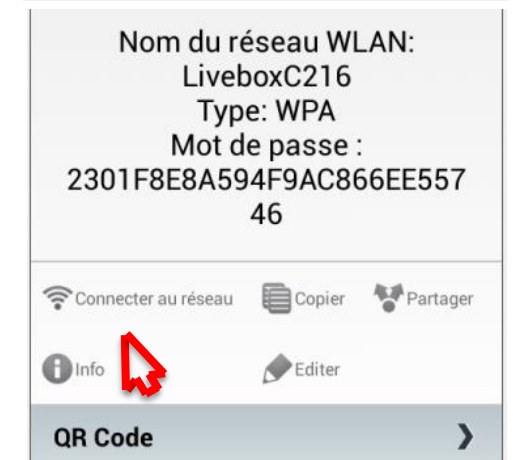 Nom du réseau WLAN:
LiveboxC216
Type: WPA
Mot de passe :
2301F8E8A594F9AC866EE557
46
Connecter au réseau Copier Partager
Info Editer
QR Code